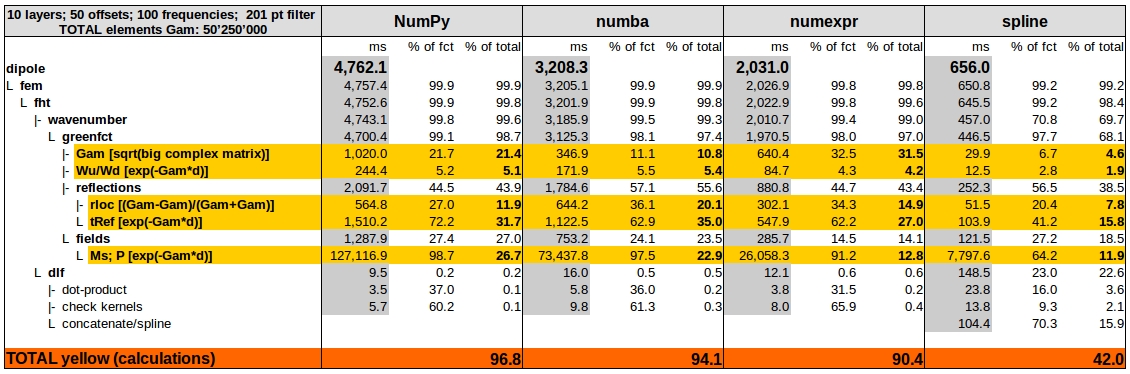 10 layers; 50 offsets; 100 frequencies;  201 pt filter NumPy numba numexpr spline
TOTAL elements Gam: 50’250’000
ms % of fct % of total ms % of fct % of total ms % of fct % of total ms % of fct % of total
dipole 4,762.1 3,208.3 2,031.0 656.0
L fem 4,757.4 99.9 99.9 3,205.1 99.9 99.9 2,026.9 99.8 99.8 650.8 99.2 99.2
L fht 4,752.6 99.9 99.8 3,201.9 99.9 99.8 2,022.9 99.8 99.6 645.5 99.2 98.4
|- wavenumber 4,743.1 99.8 99.6 3,185.9 99.5 99.3 2,010.7 99.4 99.0 457.0 70.8 69.7
L greenfct 4,700.4 99.1 98.7 3,125.3 98.1 97.4 1,970.5 98.0 97.0 446.5 97.7 68.1
|- Gam [sqrt(big complex matrix)] 1,020.0 21.7 21.4 346.9 11.1 10.8 640.4 32.5 31.5 29.9 6.7 4.6
|- Wu/Wd [exp(-Gam*d)] 244.4 5.2 5.1 171.9 5.5 5.4 84.7 4.3 4.2 12.5 2.8 1.9
|- reflections 2,091.7 44.5 43.9 1,784.6 57.1 55.6 880.8 44.7 43.4 252.3 56.5 38.5
|- rloc [(Gam-Gam)/(Gam+Gam)] 564.8 27.0 11.9 644.2 36.1 20.1 302.1 34.3 14.9 51.5 20.4 7.8
L tRef [exp(-Gam*d)] 1,510.2 72.2 31.7 1,122.5 62.9 35.0 547.9 62.2 27.0 103.9 41.2 15.8
L fields 1,287.9 27.4 27.0 753.2 24.1 23.5 285.7 14.5 14.1 121.5 27.2 18.5
L Ms; P [exp(-Gam*d)] 127,116.9 98.7 26.7 73,437.8 97.5 22.9 26,058.3 91.2 12.8 7,797.6 64.2 11.9
L dlf 9.5 0.2 0.2 16.0 0.5 0.5 12.1 0.6 0.6 148.5 23.0 22.6
|- dot-product 3.5 37.0 0.1 5.8 36.0 0.2 3.8 31.5 0.2 23.8 16.0 3.6
|- check kernels 5.7 60.2 0.1 9.8 61.3 0.3 8.0 65.9 0.4 13.8 9.3 2.1
L concatenate/spline 104.4 70.3 15.9
TOTAL yellow (calculations) 96.8 94.1 90.4 42.0